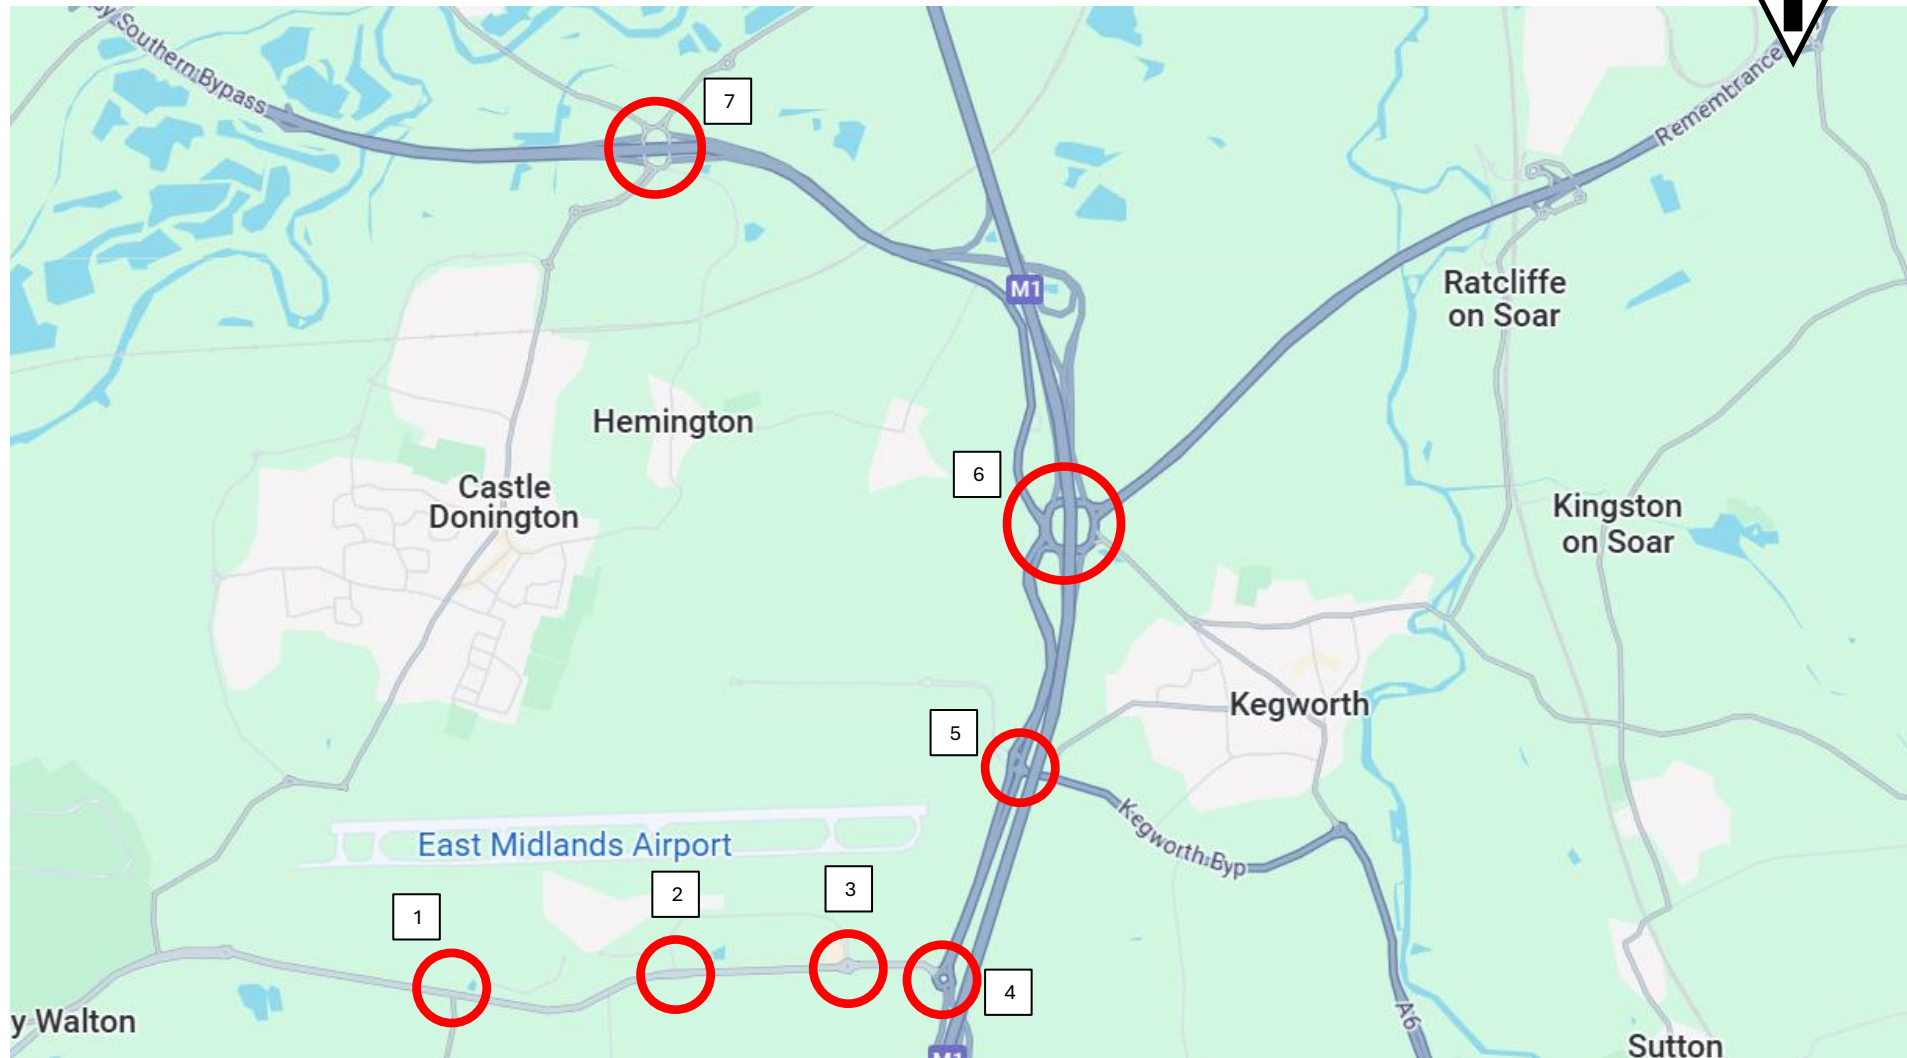 y Southern Bypass
7
Remembrance
M1
Ratcliffe
on Soar
Hemington
6
Castle
Donington
Kingston
on Soar
Kegworth
5
East Midlands Airport
Kegworth Byp
1
2
3
4
y Walton
A6
Sutton
M1